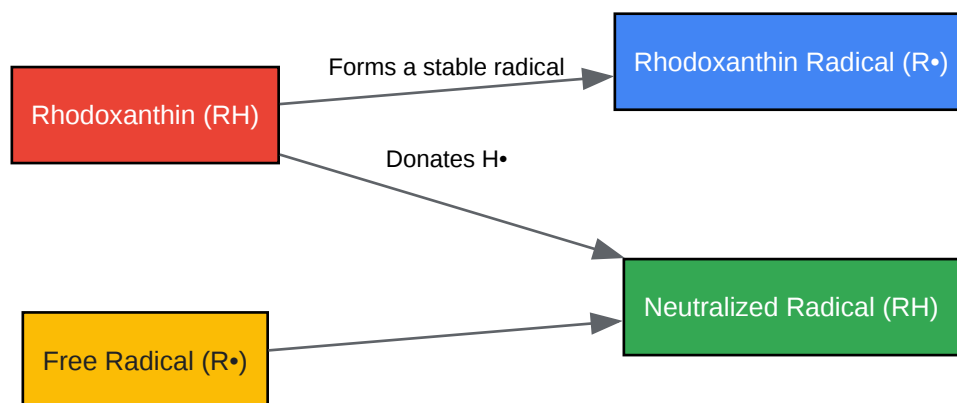 Rhodoxanthin (RH)
Forms a stable radical
Rhodoxanthin Radical (R•)
Donates H•
Neutralized Radical (RH)
Free Radical (R•)